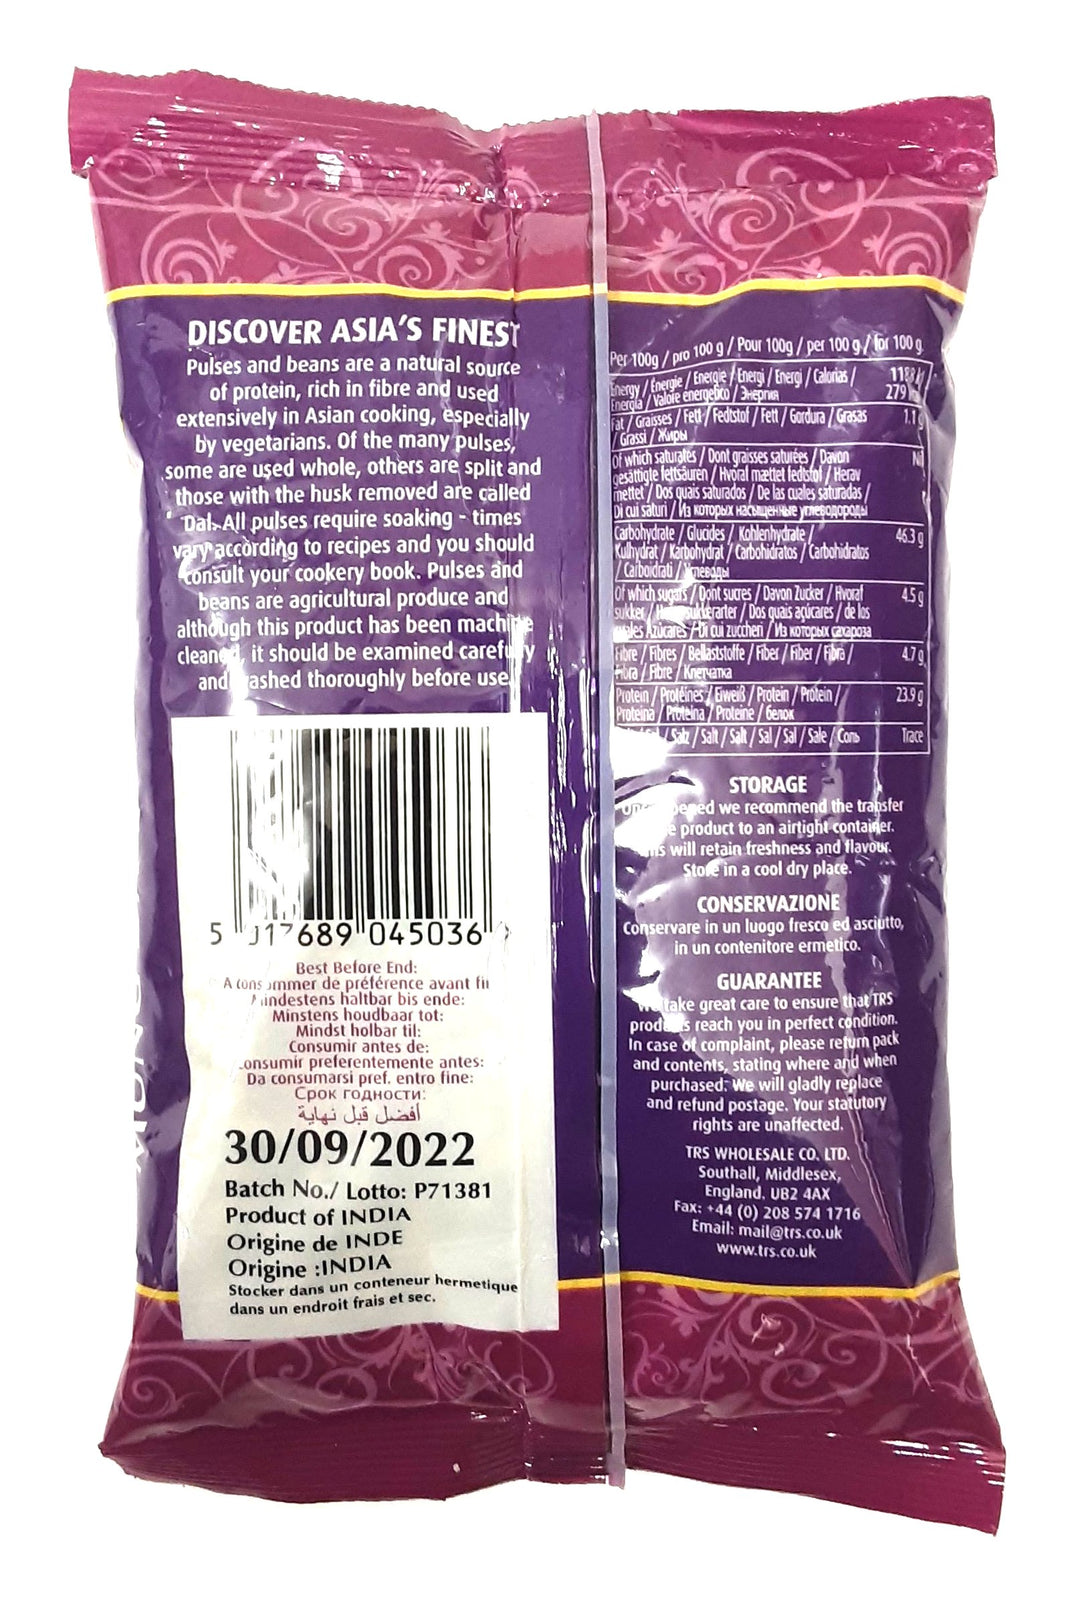 DISCOVER ASIA'S FINEST
Pulses and beans are a natural source
of protein, rich in fibre and used
extensively in Asian cooking, especially
by vegetarians. Of the many pulses,
some are used whole, others are split and
those with the husk removed are called
Dal. All pulses require soaking - times
vary according to recipes and you should
consult your cookery book. Pulses and
beans are agricultural produce and
although this product has been machine
cleaned, it should be examined carefully
and washed thoroughly before use.
689 045036
Best Before End:
A consommer de préférence avant fin
Mindestens haltbar bis ende:
Minstens houdbaar tot:
Mindst holbar til:
Consumir antes de:
Consumir preferentemente antes:
Da consumarsi pref. entro fine:
Срок годности:
أفضل قبل نهاية
30/09/2022
Batch No./ Lotto: P71381
Product of INDIA
Origine de INDE
Origine :INDIA
Stocker dans un conteneur hermetique
dans un endroit frais et sec.
Per 100g / pro 100 g / Pour 100g / per 100 g / for 100 g
Energy / Énergie / Energie / Energi / Energi / Calorias / 1188
Energía / Valore energetico / Энергия 279
Fat / Graisses / Fett / Fedtstof / Fett / Gordura / Grasas 1.1 g
/ Grassi / Жиры
Of which saturates / Dont graisses saturées / Davon Nil
gesättigte fettsäuren / Hvoraf mættet fedtstof / Herav
mettet / Dos quais saturados / De las cuales saturadas /
Di cui saturi / Из которых насыщенные углеводороды
Carbohydrate / Glucides / Kohlenhydrate / 46.3 g
Kulhydrat / Karbohydrat / Carbohidratos / Carbohidratos
/ Carboidrati / Углеводы
Of which sugars / Dont sucres / Davon Zucker / Hvoraf 4.5 g
sukker / sukkerarter / Dos quais açúcares / de los
cuales Azúcares / Di cui zuccheri / Из которых сахароза
Fibre / Fibres / Bellaststoffe / Fiber / Fiber / Fibra / 4.7 g
Fibra / Fibre / Клетчатка
Protein / Protéines / Eiweiß / Protein / Protein / 23.9 g
Proteina / Proteína / Proteine / белок
Salz / Salt / Salt / Sal / Sal / Sale / Соль Trace
STORAGE
Once opened we recommend the transfer
product to an airtight container.
This will retain freshness and flavour.
Store in a cool dry place.
CONSERVAZIONE
Conservare in un luogo fresco ed asciutto,
in un contenitore ermetico.
GUARANTEE
We take great care to ensure that TRS
products reach you in perfect condition.
In case of complaint, please return pack
and contents, stating where and when
purchased. We will gladly replace
and refund postage. Your statutory
rights are unaffected.
TRS WHOLESALE CO. LTD.
Southall, Middlesex,
England. UB2 4AX
Fax: +44 (0) 208 574 1716
Email: mail@trs.co.uk
www.trs.co.uk